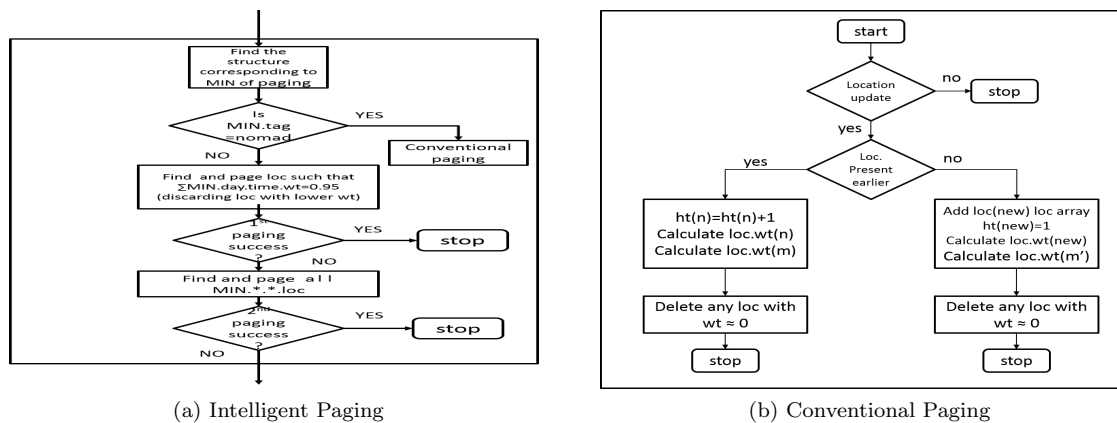 Find the
structure
corresponding to
MIN of paging
Is
MIN.tag
=nomad
YES
Conventional
paging
NO
Find and page loc such that
∑MIN.day.time.wt=0.95
(discarding loc with lower wt)
1st
paging
success
?
YES
stop
NO
Find and page all
MIN.*.*.loc
2nd
paging
success
?
YES
stop
NO
(a) Intelligent Paging
start
Location
update
no
stop
yes
Loc.
Present
earlier
yes
no
ht(n)=ht(n)+1
Calculate loc.wt(n)
Calculate loc.wt(m)
Delete any loc with
wt ≈ 0
stop
Add loc(new) loc array
ht(new)=1
Calculate loc.wt(new)
Calculate loc.wt(m′)
Delete any loc with
wt ≈ 0
stop
(b) Conventional Paging